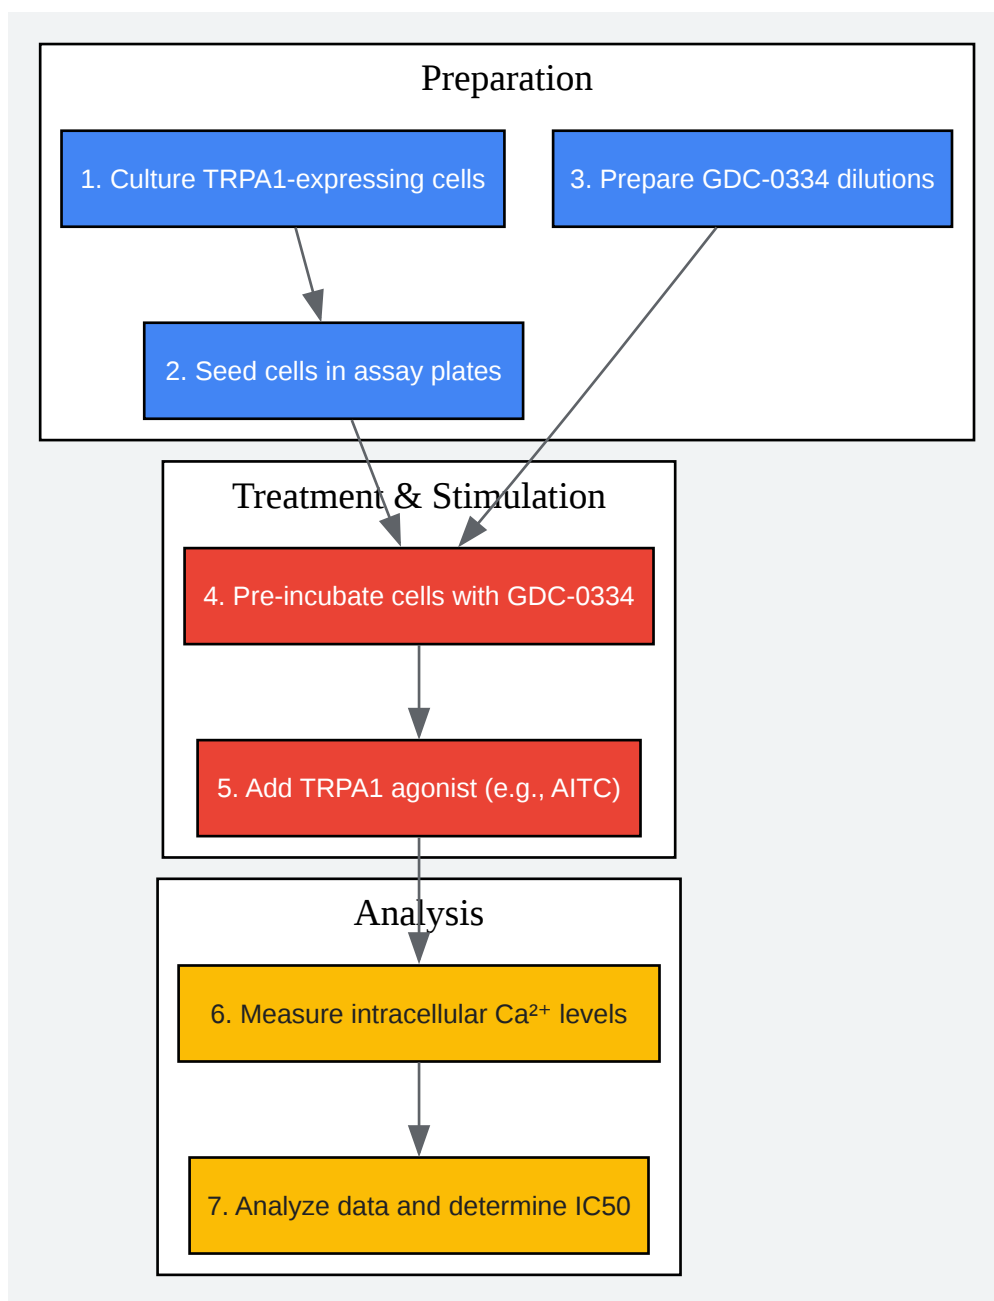 Preparation
1. Culture TRPA1-expressing cells
3. Prepare GDC-0334 dilutions
2. Seed cells in assay plates
Treatment & Stimulation
4. Pre-incubate cells with GDC-0334
5. Add TRPA1 agonist (e.g., AITC)
Analysis
6. Measure intracellular Ca²⁺ levels
7. Analyze data and determine IC50